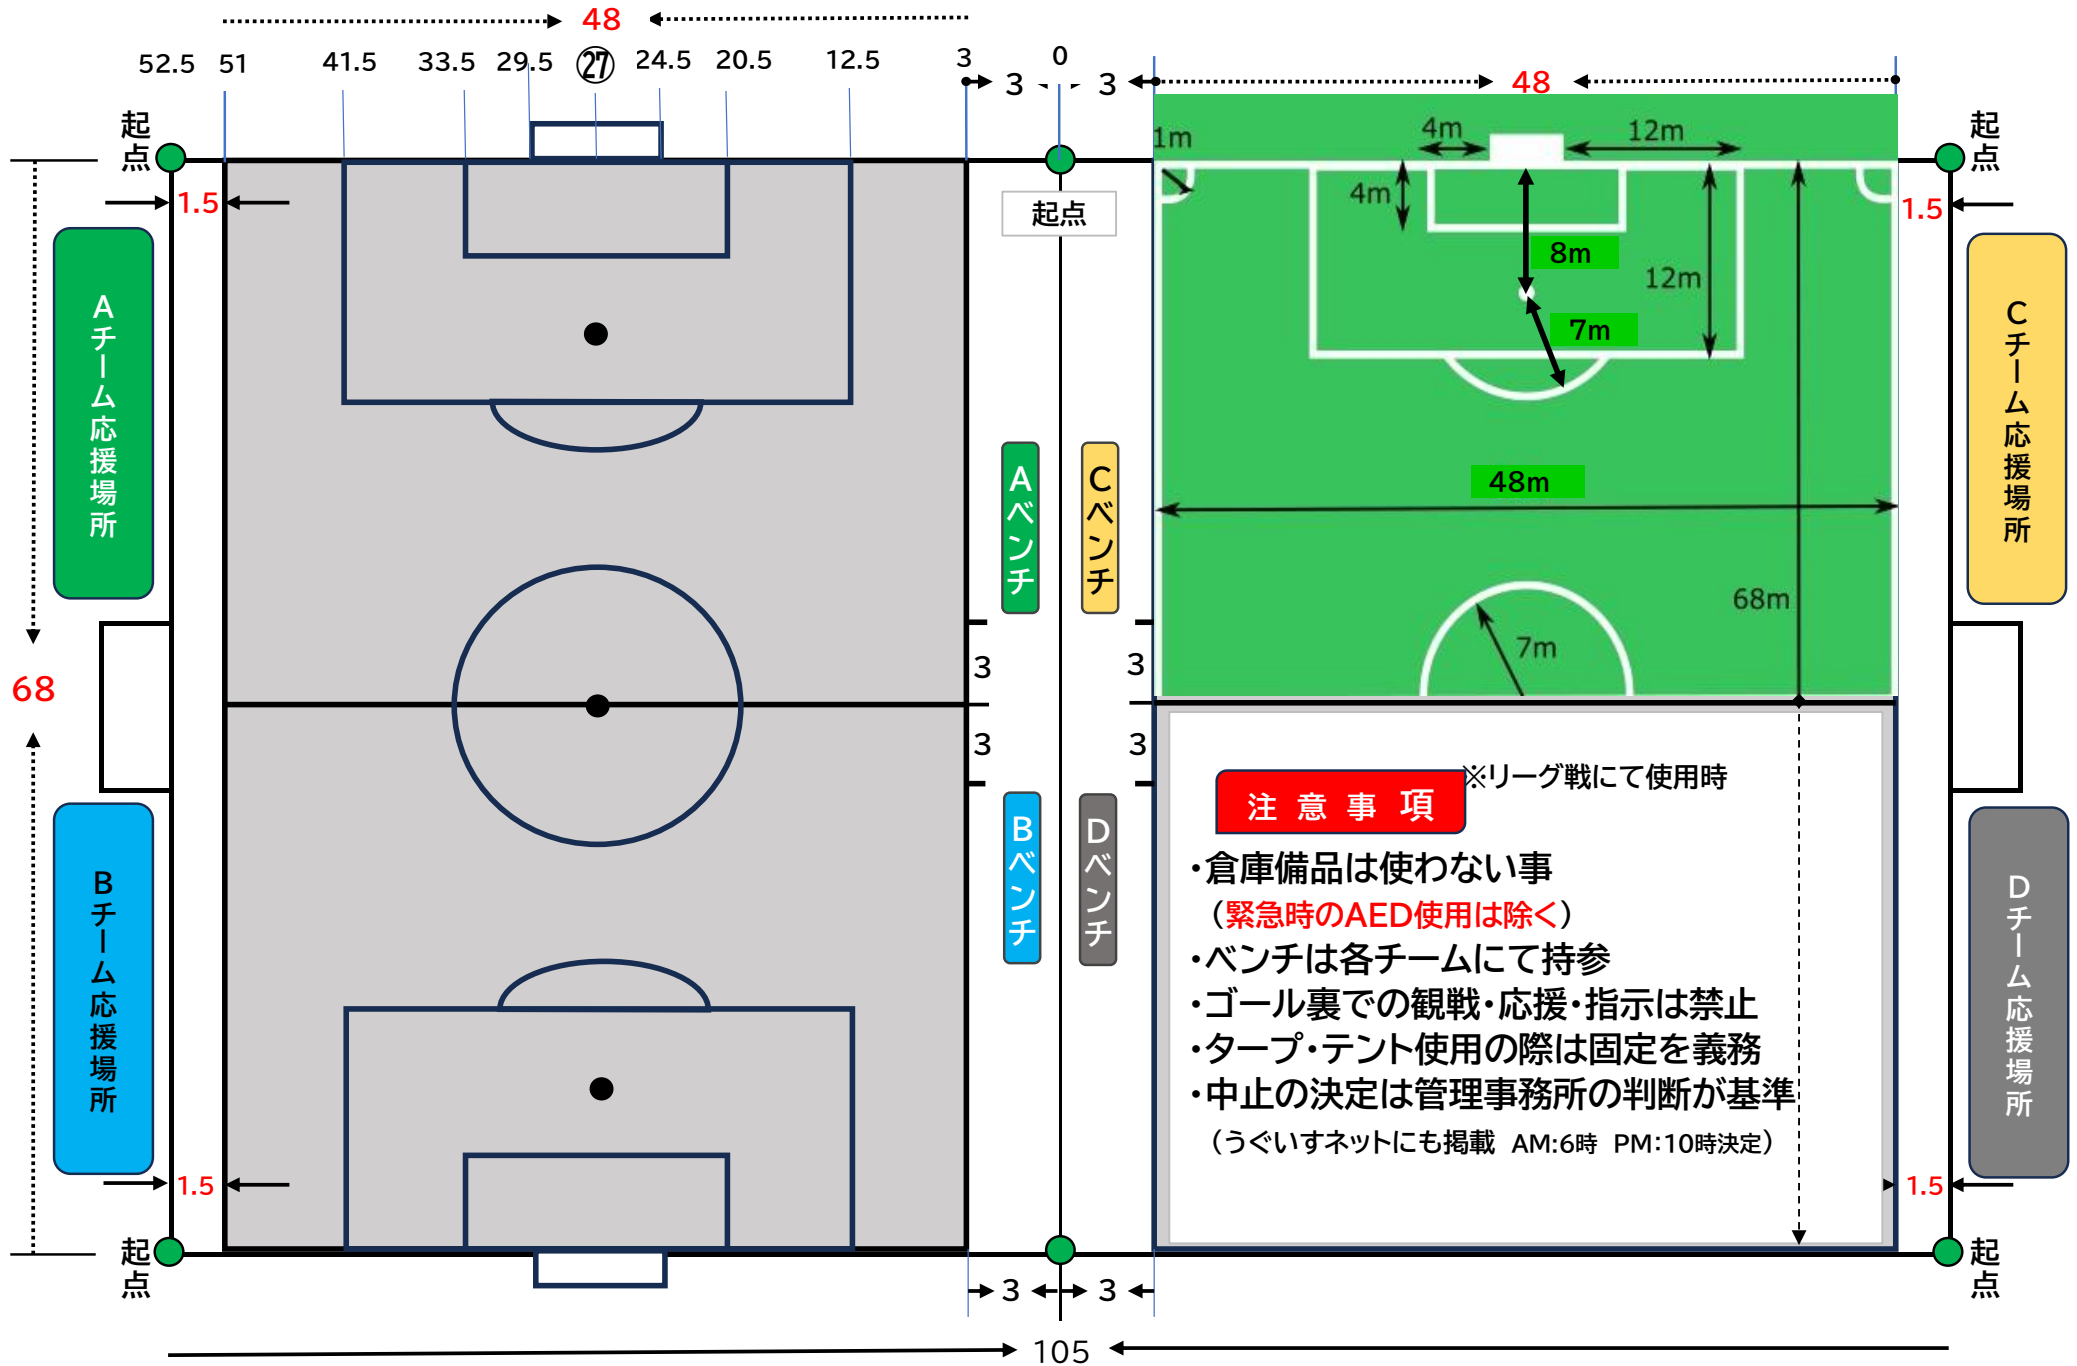 48
52.5 51 41.5 33.5 29.5 ㉗ 24.5 20.5 12.5 3 0
3 3 48
起点
起点
起点
1.5
1.5
1m
4m
12m
4m
8m
12m
7m
48m
68m
7m
Aチーム応援場所
Aベンチ
Cベンチ
Cチーム応援場所
68
3
3
3
3
Bチーム応援場所
Bベンチ
Dベンチ
Dチーム応援場所
注意事項
※リーグ戦にて使用時
・倉庫備品は使わない事
（緊急時のAED使用は除く）
・ベンチは各チームにて持参
・ゴール裏での観戦・応援・指示は禁止
・タープ・テント使用の際は固定を義務
・中止の決定は管理事務所の判断が基準
（うぐいすネットにも掲載 AM:6時 PM:10時決定）
1.5
1.5
起点
起点
3 3
105